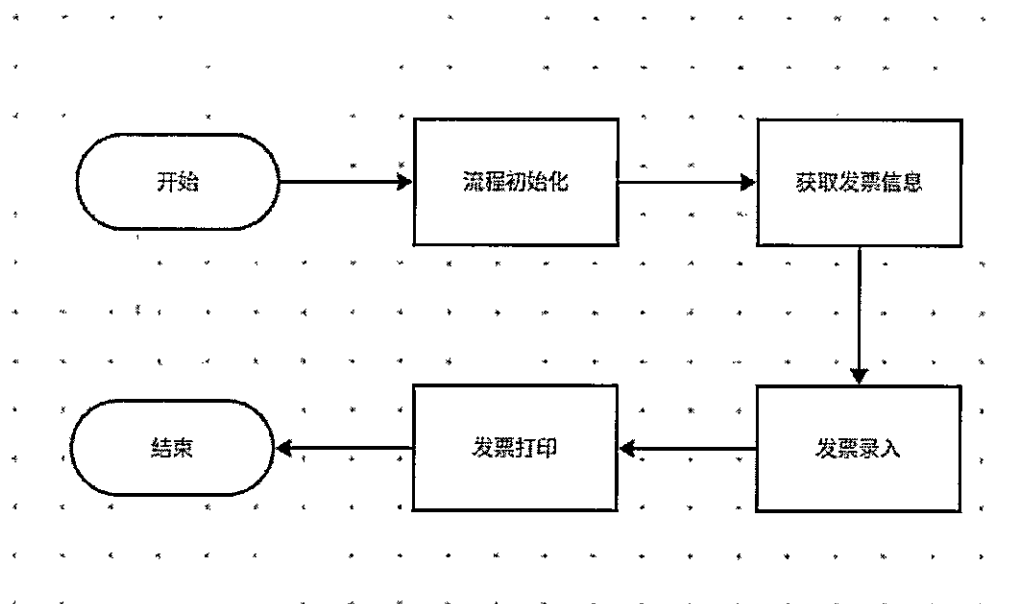 开始
流程初始化
获取发票信息
发票录入
发票打印
结束